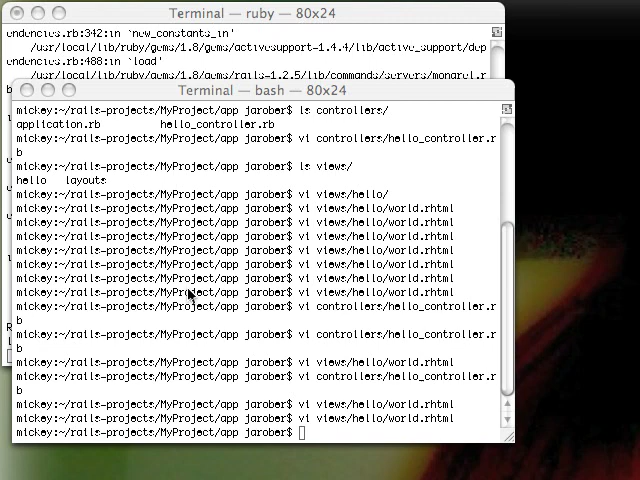 Terminal — ruby — 80x24
endencies.rb:342:in `new_constants_in'
/usr/local/lib/ruby/gems/1.8/gems/activesupport-1.4.4/lib/active_support/dep
endencies.rb:488:in `load'
/usr/local/lib/ruby/gems/1.8/gems/rails-1.2.5/lib/commands/servers/mongrel.r
b
Terminal — bash — 80x24
mickey:~/rails-projects/MyProject/app jarober$ ls controllers/
application.rb hello_controller.rb
mickey:~/rails-projects/MyProject/app jarober$ vi controllers/hello_controller.r
b
mickey:~/rails-projects/MyProject/app jarober$ ls views/
hello layouts
mickey:~/rails-projects/MyProject/app jarober$ vi views/hello/
mickey:~/rails-projects/MyProject/app jarober$ vi views/hello/world.rhtml
mickey:~/rails-projects/MyProject/app jarober$ vi views/hello/world.rhtml
mickey:~/rails-projects/MyProject/app jarober$ vi views/hello/world.rhtml
mickey:~/rails-projects/MyProject/app jarober$ vi views/hello/world.rhtml
mickey:~/rails-projects/MyProject/app jarober$ vi views/hello/world.rhtml
mickey:~/rails-projects/MyProject/app jarober$ vi views/hello/world.rhtml
mickey:~/rails-projects/MyProject/app jarober$ vi views/hello/world.rhtml
mickey:~/rails-projects/MyProject/app jarober$ vi controllers/hello_controller.r
b
mickey:~/rails-projects/MyProject/app jarober$ vi controllers/hello_controller.r
b
mickey:~/rails-projects/MyProject/app jarober$ vi views/hello/world.rhtml
mickey:~/rails-projects/MyProject/app jarober$ vi controllers/hello_controller.r
b
mickey:~/rails-projects/MyProject/app jarober$ vi views/hello/world.rhtml
mickey:~/rails-projects/MyProject/app jarober$ vi views/hello/world.rhtml
mickey:~/rails-projects/MyProject/app jarober$